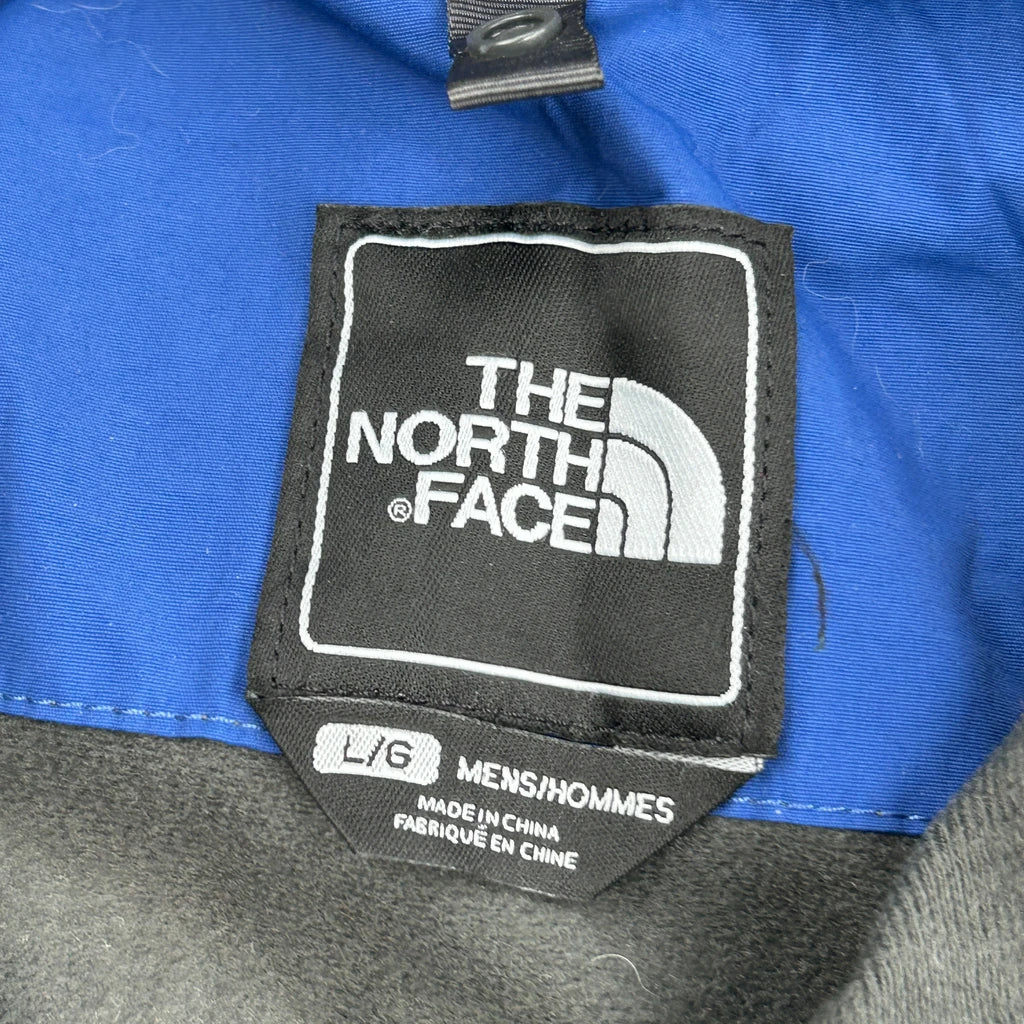 THE
NORTH
®FACE
L/G MENS/HOMMES
MADE IN CHINA
FABRIQUÉ EN CHINE